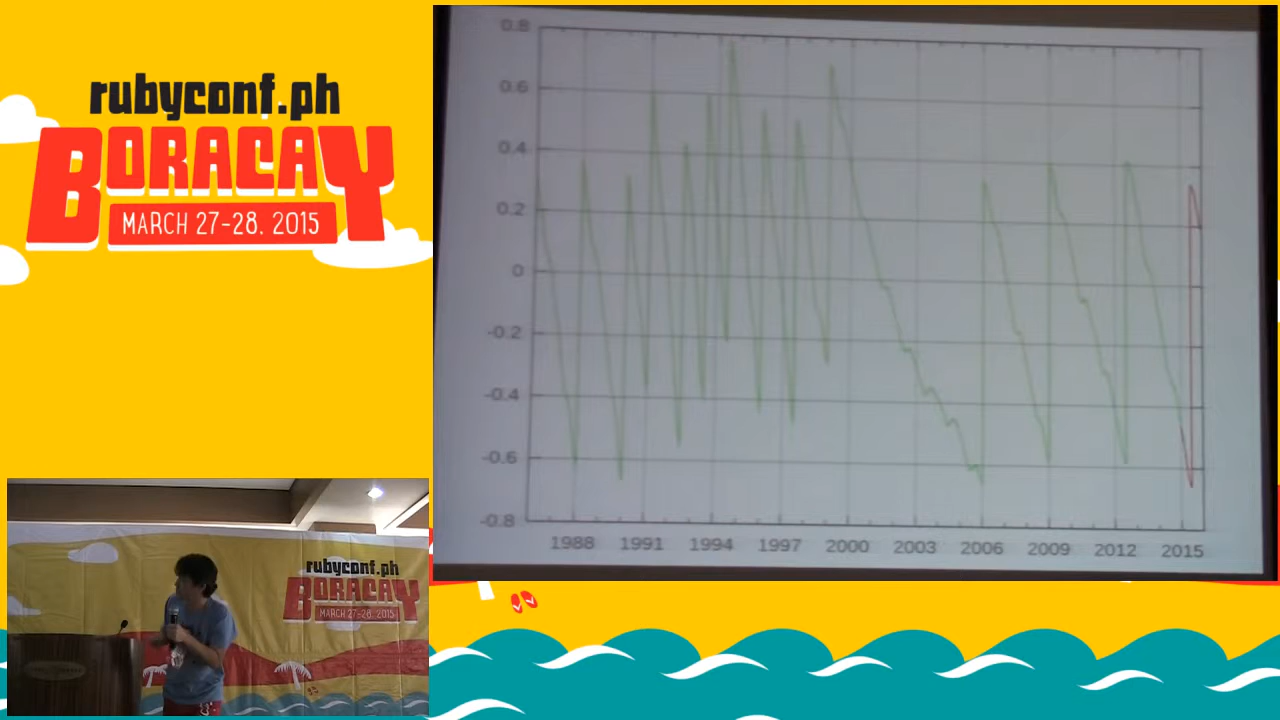 rubyconf.ph
BORACAY
MARCH 27-28, 2015
0.8
0.6
0.4
0.2
0
-0.2
-0.4
-0.6
-0.8
1988 1991 1994 1997 2000 2003 2006 2009 2012 2015
rubyconf.ph
BORACAY
MARCH 27-28, 2015